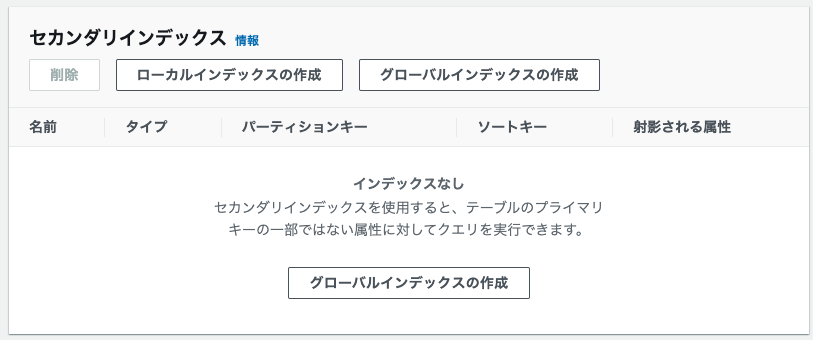 セカンダリインデックス 情報
削除 ローカルインデックスの作成 グローバルインデックスの作成
名前 タイプ パーティションキー ソートキー 射影される属性
インデックスなし
セカンダリインデックスを使用すると、テーブルのプライマリ
キーの一部ではない属性に対してクエリを実行できます。
グローバルインデックスの作成